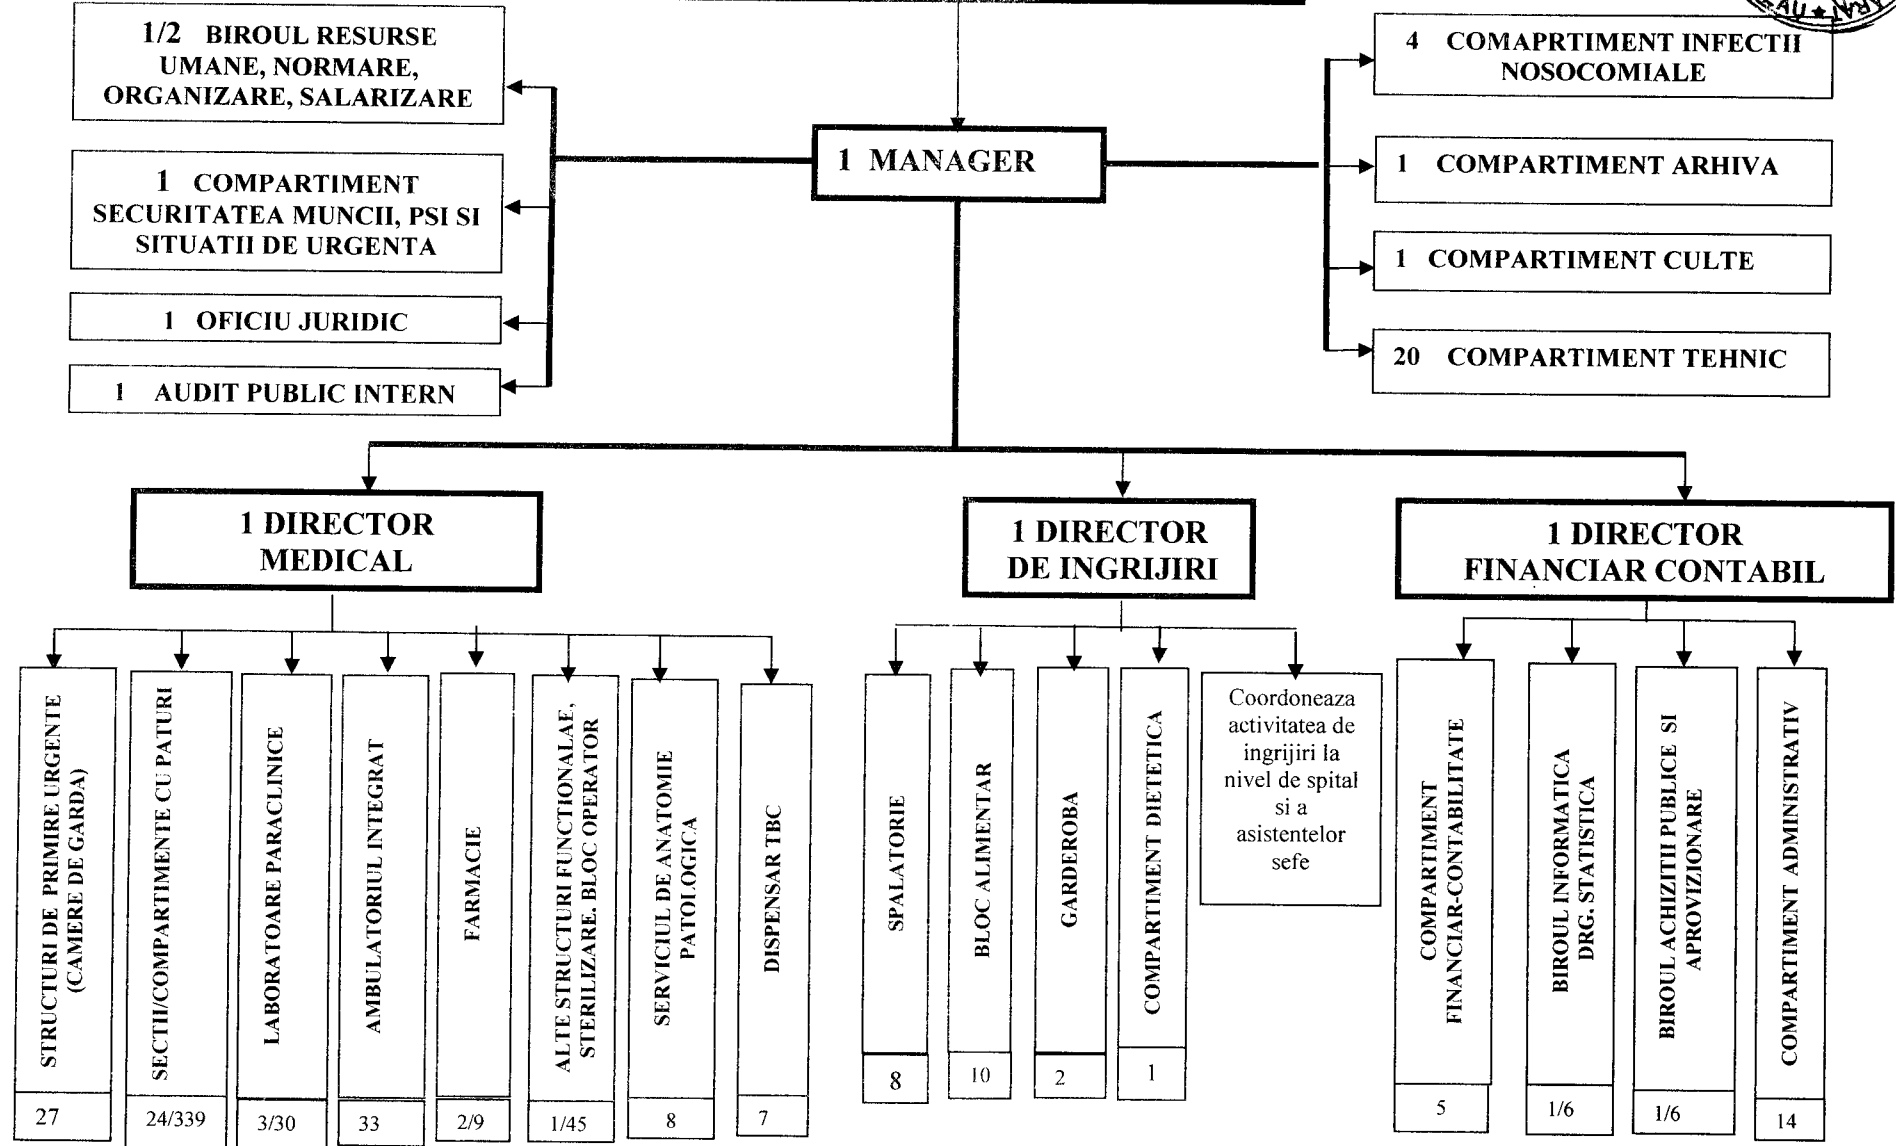 1/2 BIROUL RESURSE
UMANE, NORMARE,
ORGANIZARE, SALARIZARE
1 COMPARTIMENT
SECURITATEA MUNCII, PSI SI
SITUATII DE URGENTA
1 OFICIU JURIDIC
1 AUDIT PUBLIC INTERN
1 MANAGER
4 COMAPRTIMENT INFECTII
NOSOCOMIALE
1 COMPARTIMENT ARHIVA
1 COMPARTIMENT CULTE
20 COMPARTIMENT TEHNIC
1 DIRECTOR
MEDICAL
1 DIRECTOR
DE INGRIJIRI
1 DIRECTOR
FINANCIAR CONTABIL
STRUCTURI DE PRIMIRE URGENTE
(CAMERE DE GARDA)
27
SECTII/COMPARTIMENTE CU PATURI
24/339
LABORATOARE PARACLINICE
3/30
AMBULATORIUL INTEGRAT
33
FARMACIE
2/9
ALTE STRUCTURI FUNCTIONALAE,
STERILIZARE. BLOC OPERATOR
1/45
SERVICIUL DE ANATOMIE
PATOLOGICA
8
DISPENSAR TBC
7
SPALATORIE
8
BLOC ALIMENTAR
10
GARDEROBA
2
COMPARTIMENT DIETETICA
1
Coordoneaza
activitatea de
ingrijiri la
nivel de spital
si a
asistentelor
sefe
COMPARTIMENT
FINANCIAR-CONTABILITATE
5
BIROUL INFORMATICA
DRG. STATISTICA
1/6
BIROUL ACHIZITII PUBLICE SI
APROVIZIONARE
1/6
COMPARTIMENT ADMINISTRATIV
14